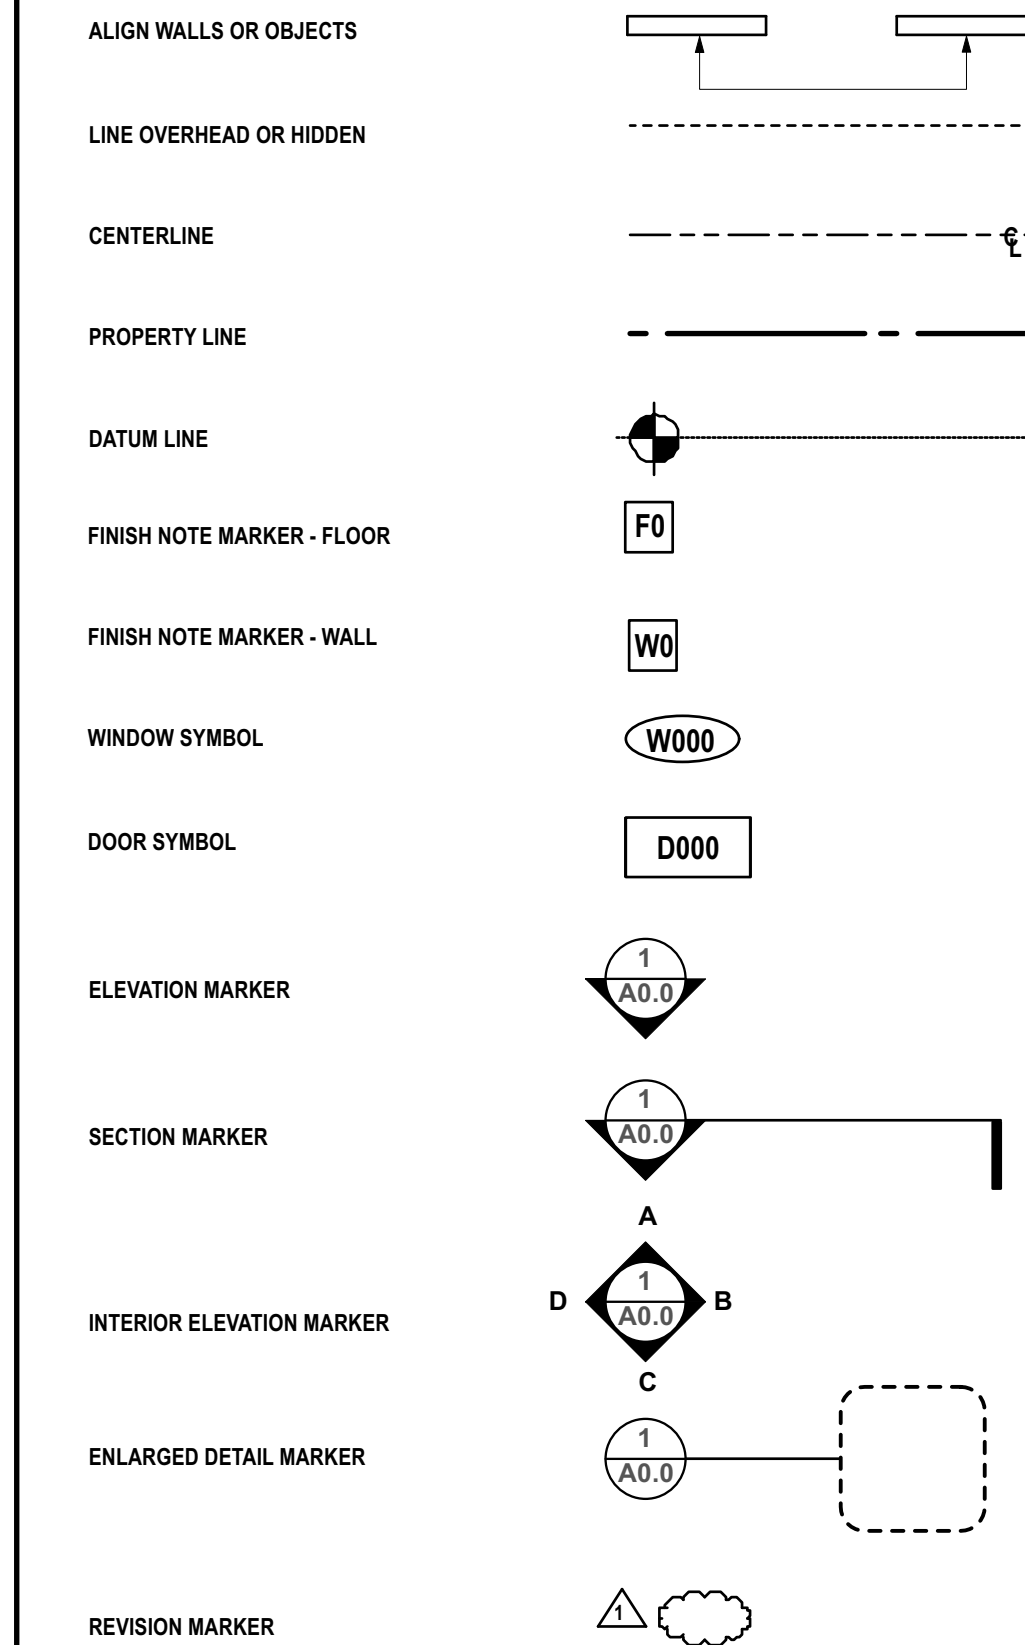 ALIGN WALLS OR OBJECTS
LINE OVERHEAD OR HIDDEN
CENTERLINE
℄
PROPERTY LINE
DATUM LINE
FINISH NOTE MARKER - FLOOR
F0
FINISH NOTE MARKER - WALL
W0
WINDOW SYMBOL
W000
DOOR SYMBOL
D000
ELEVATION MARKER
1
A0.0
SECTION MARKER
1
A0.0
INTERIOR ELEVATION MARKER
A
D
1
A0.0
B
C
ENLARGED DETAIL MARKER
1
A0.0
REVISION MARKER
1